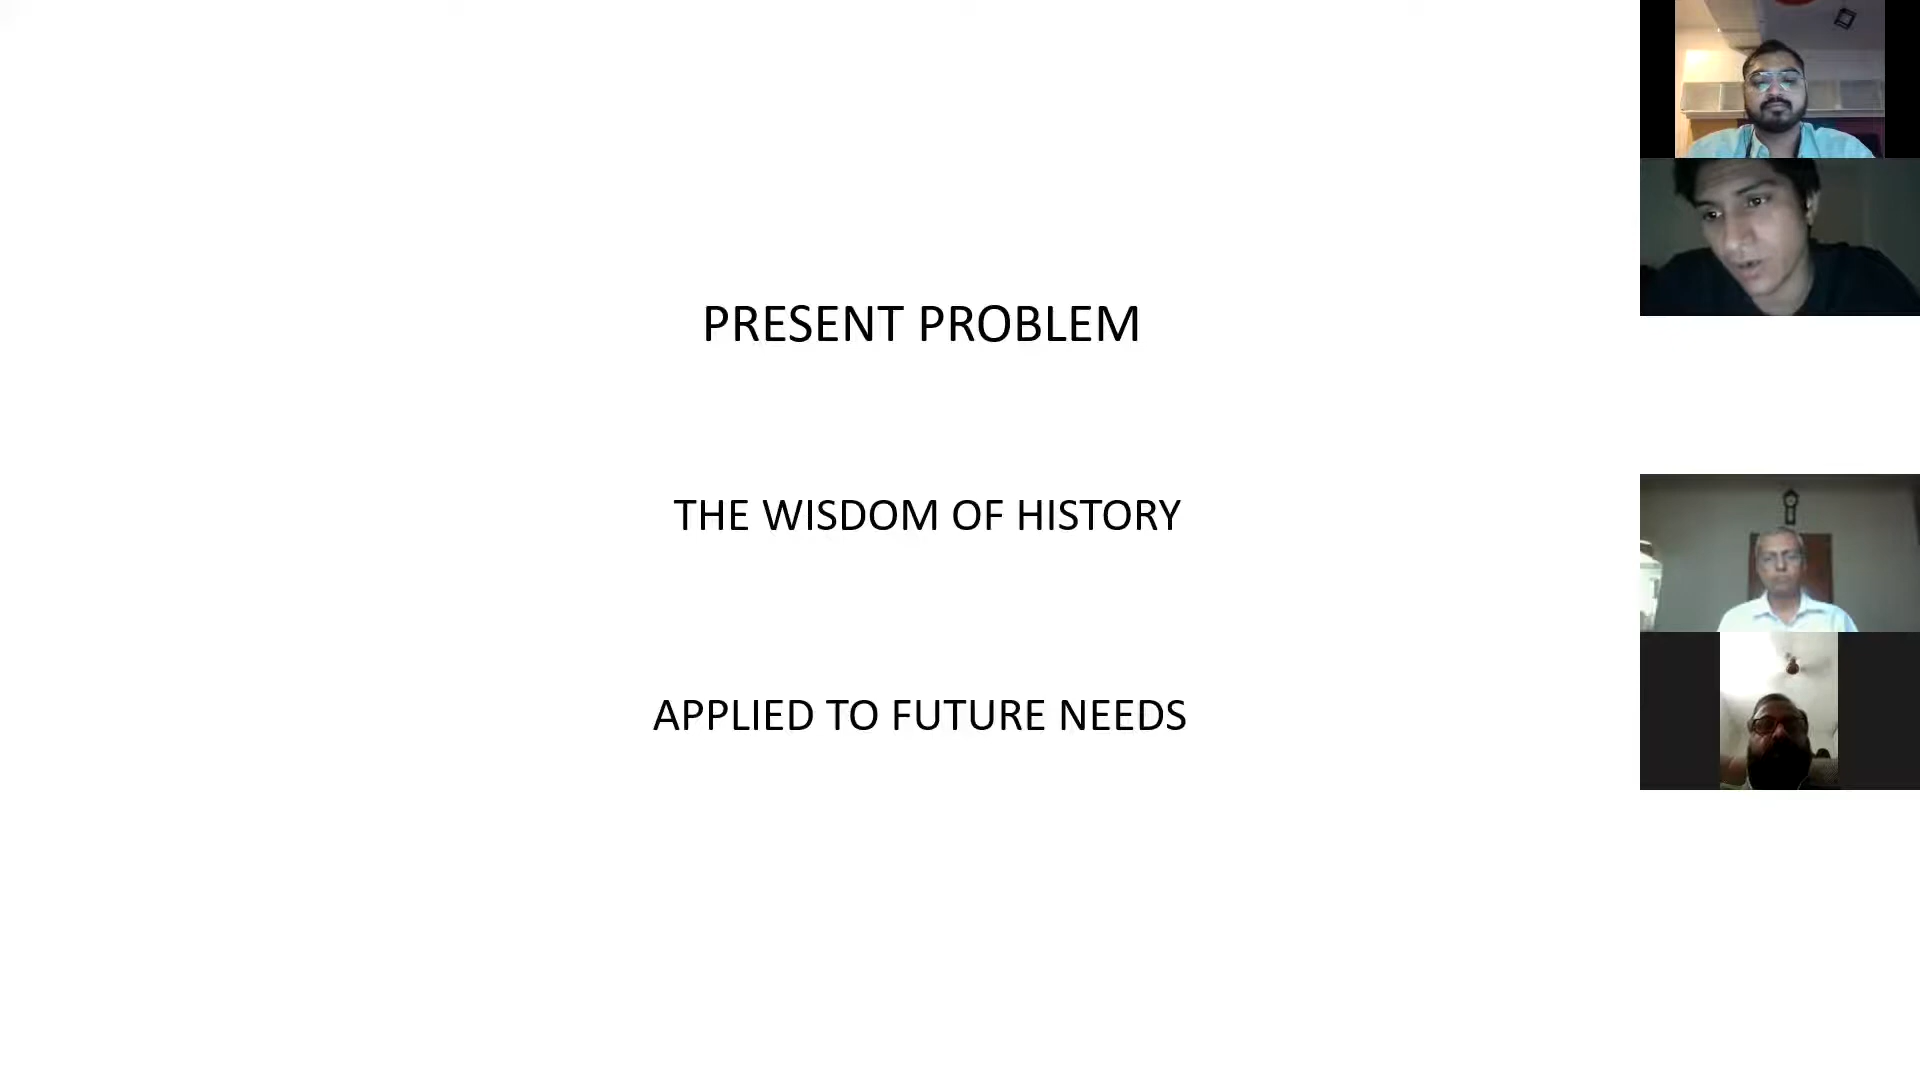 PRESENT PROBLEM
THE WISDOM OF HISTORY
APPLIED TO FUTURE NEEDS